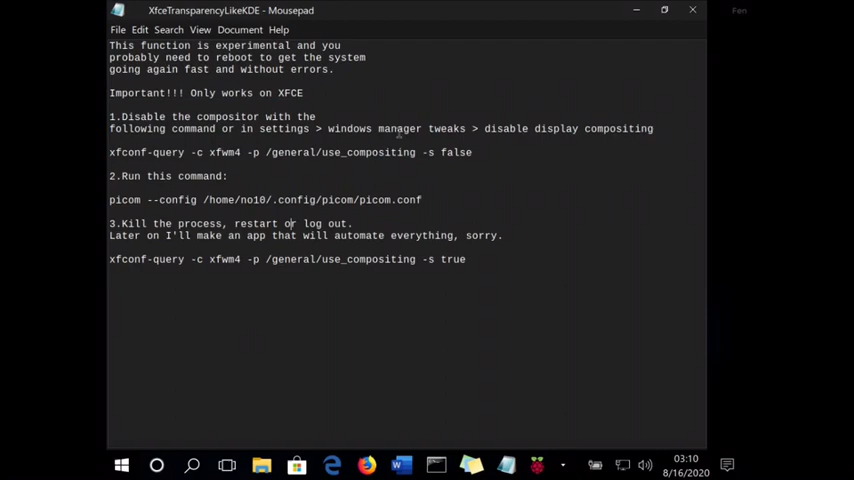 XfceTransparencyLikeKDE - Mousepad
Fen
File Edit Search View Document Help
This function is experimental and you
probably need to reboot to get the system
going again fast and without errors.
Important!!! Only works on XFCE
1.Disable the compositor with the
following command or in settings > windows manager tweaks > disable display compositing
xfconf-query -c xfwm4 -p /general/use_compositing -s false
2.Run this command:
picom --config /home/no10/.config/picom/picom.conf
3.Kill the process, restart or log out.
Later on I'll make an app that will automate everything, sorry.
xfconf-query -c xfwm4 -p /general/use_compositing -s true
03:10
8/16/2020